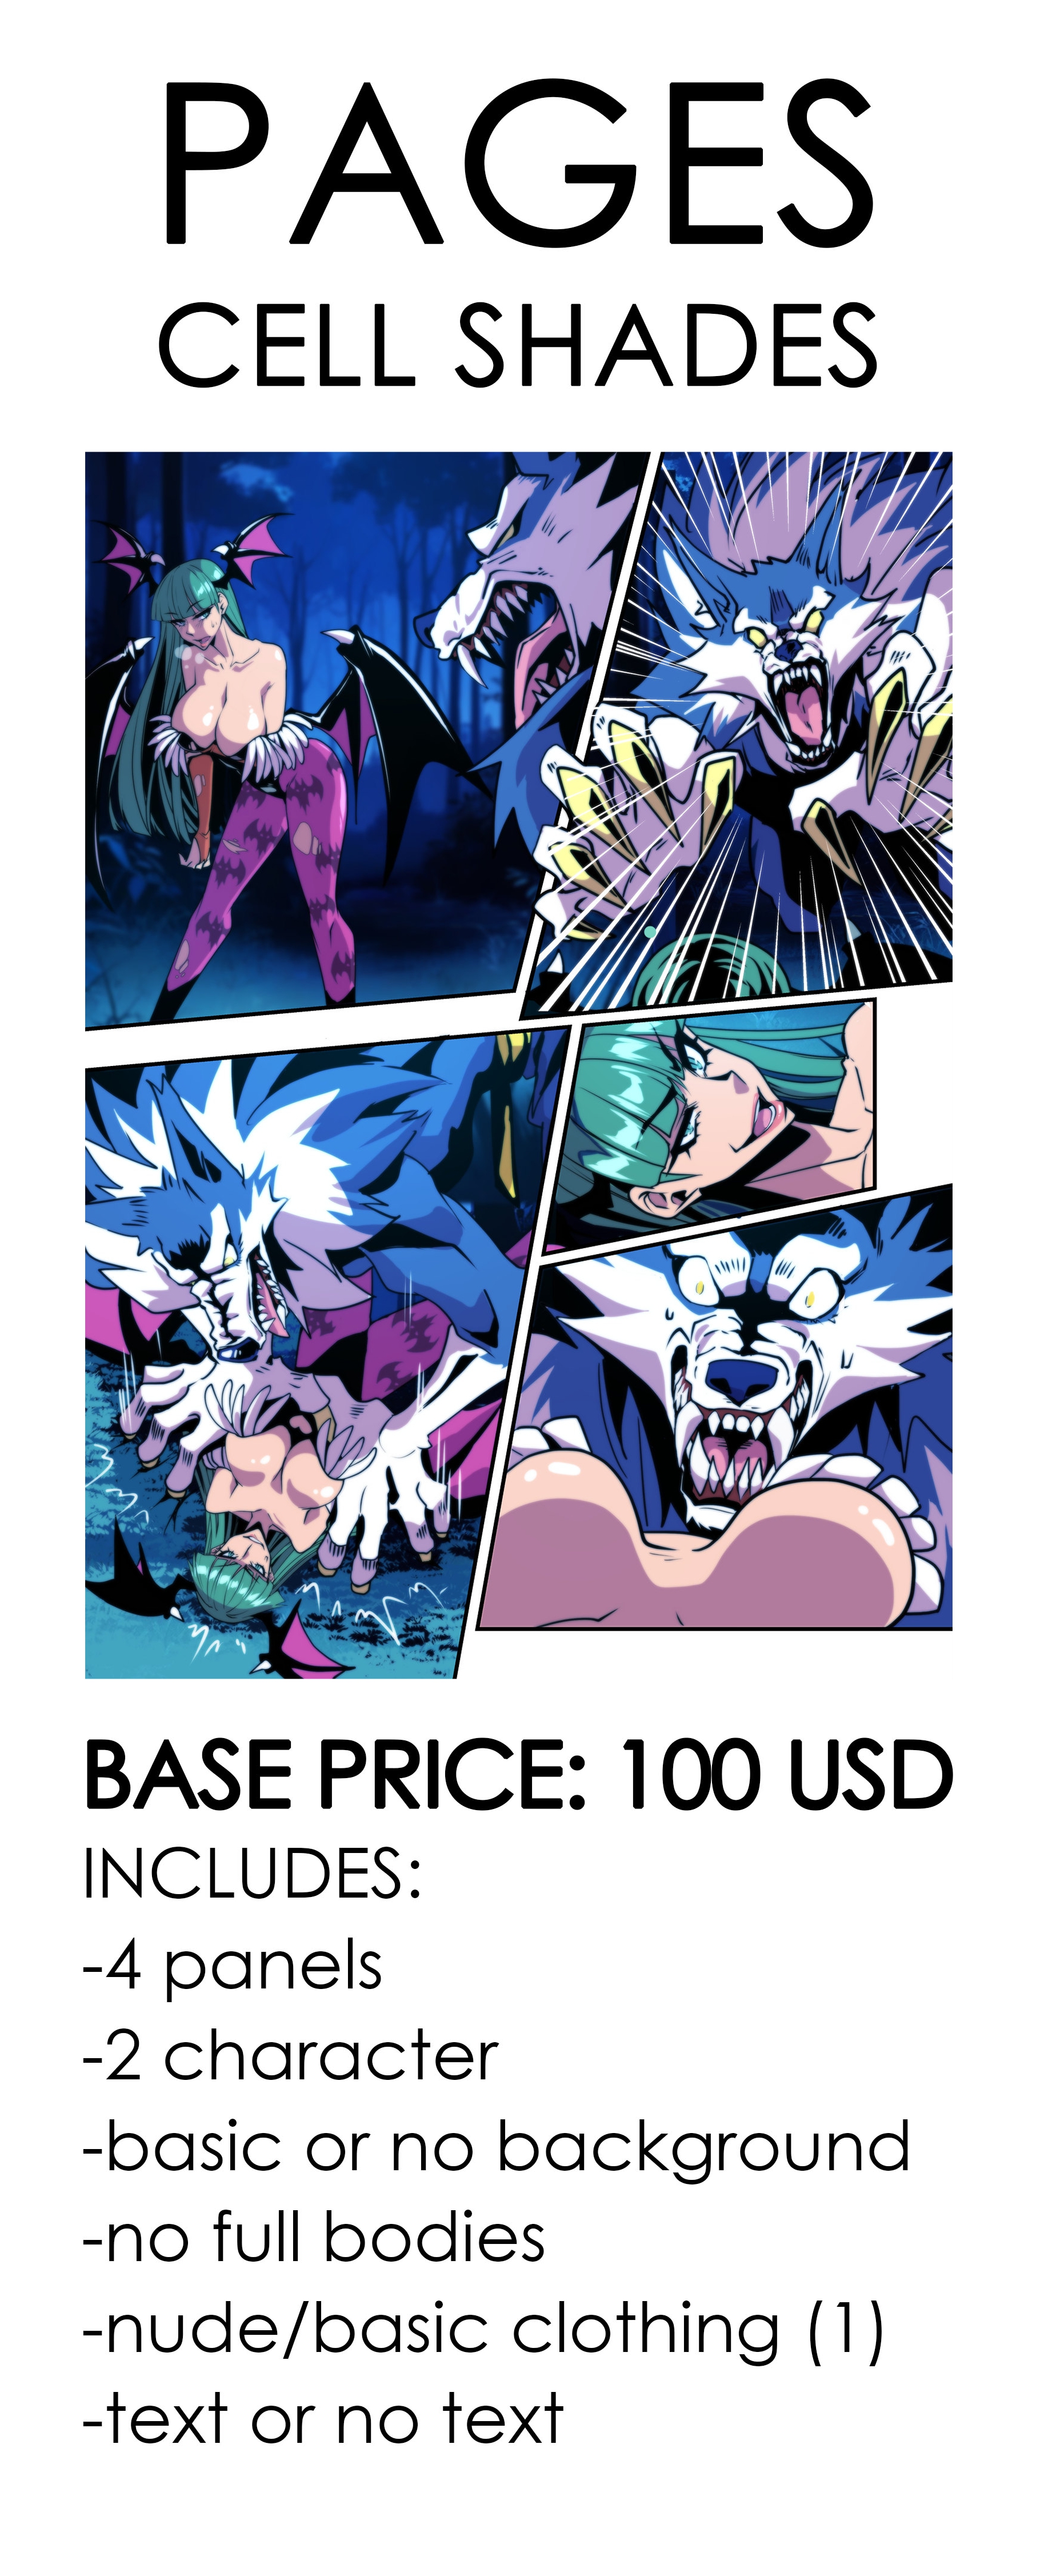 PAGES
CELL SHADES
BASE PRICE: 100 USD
INCLUDES:
-4 panels
-2 character
-basic or no background
-no full bodies
-nude/basic clothing (1)
-text or no text